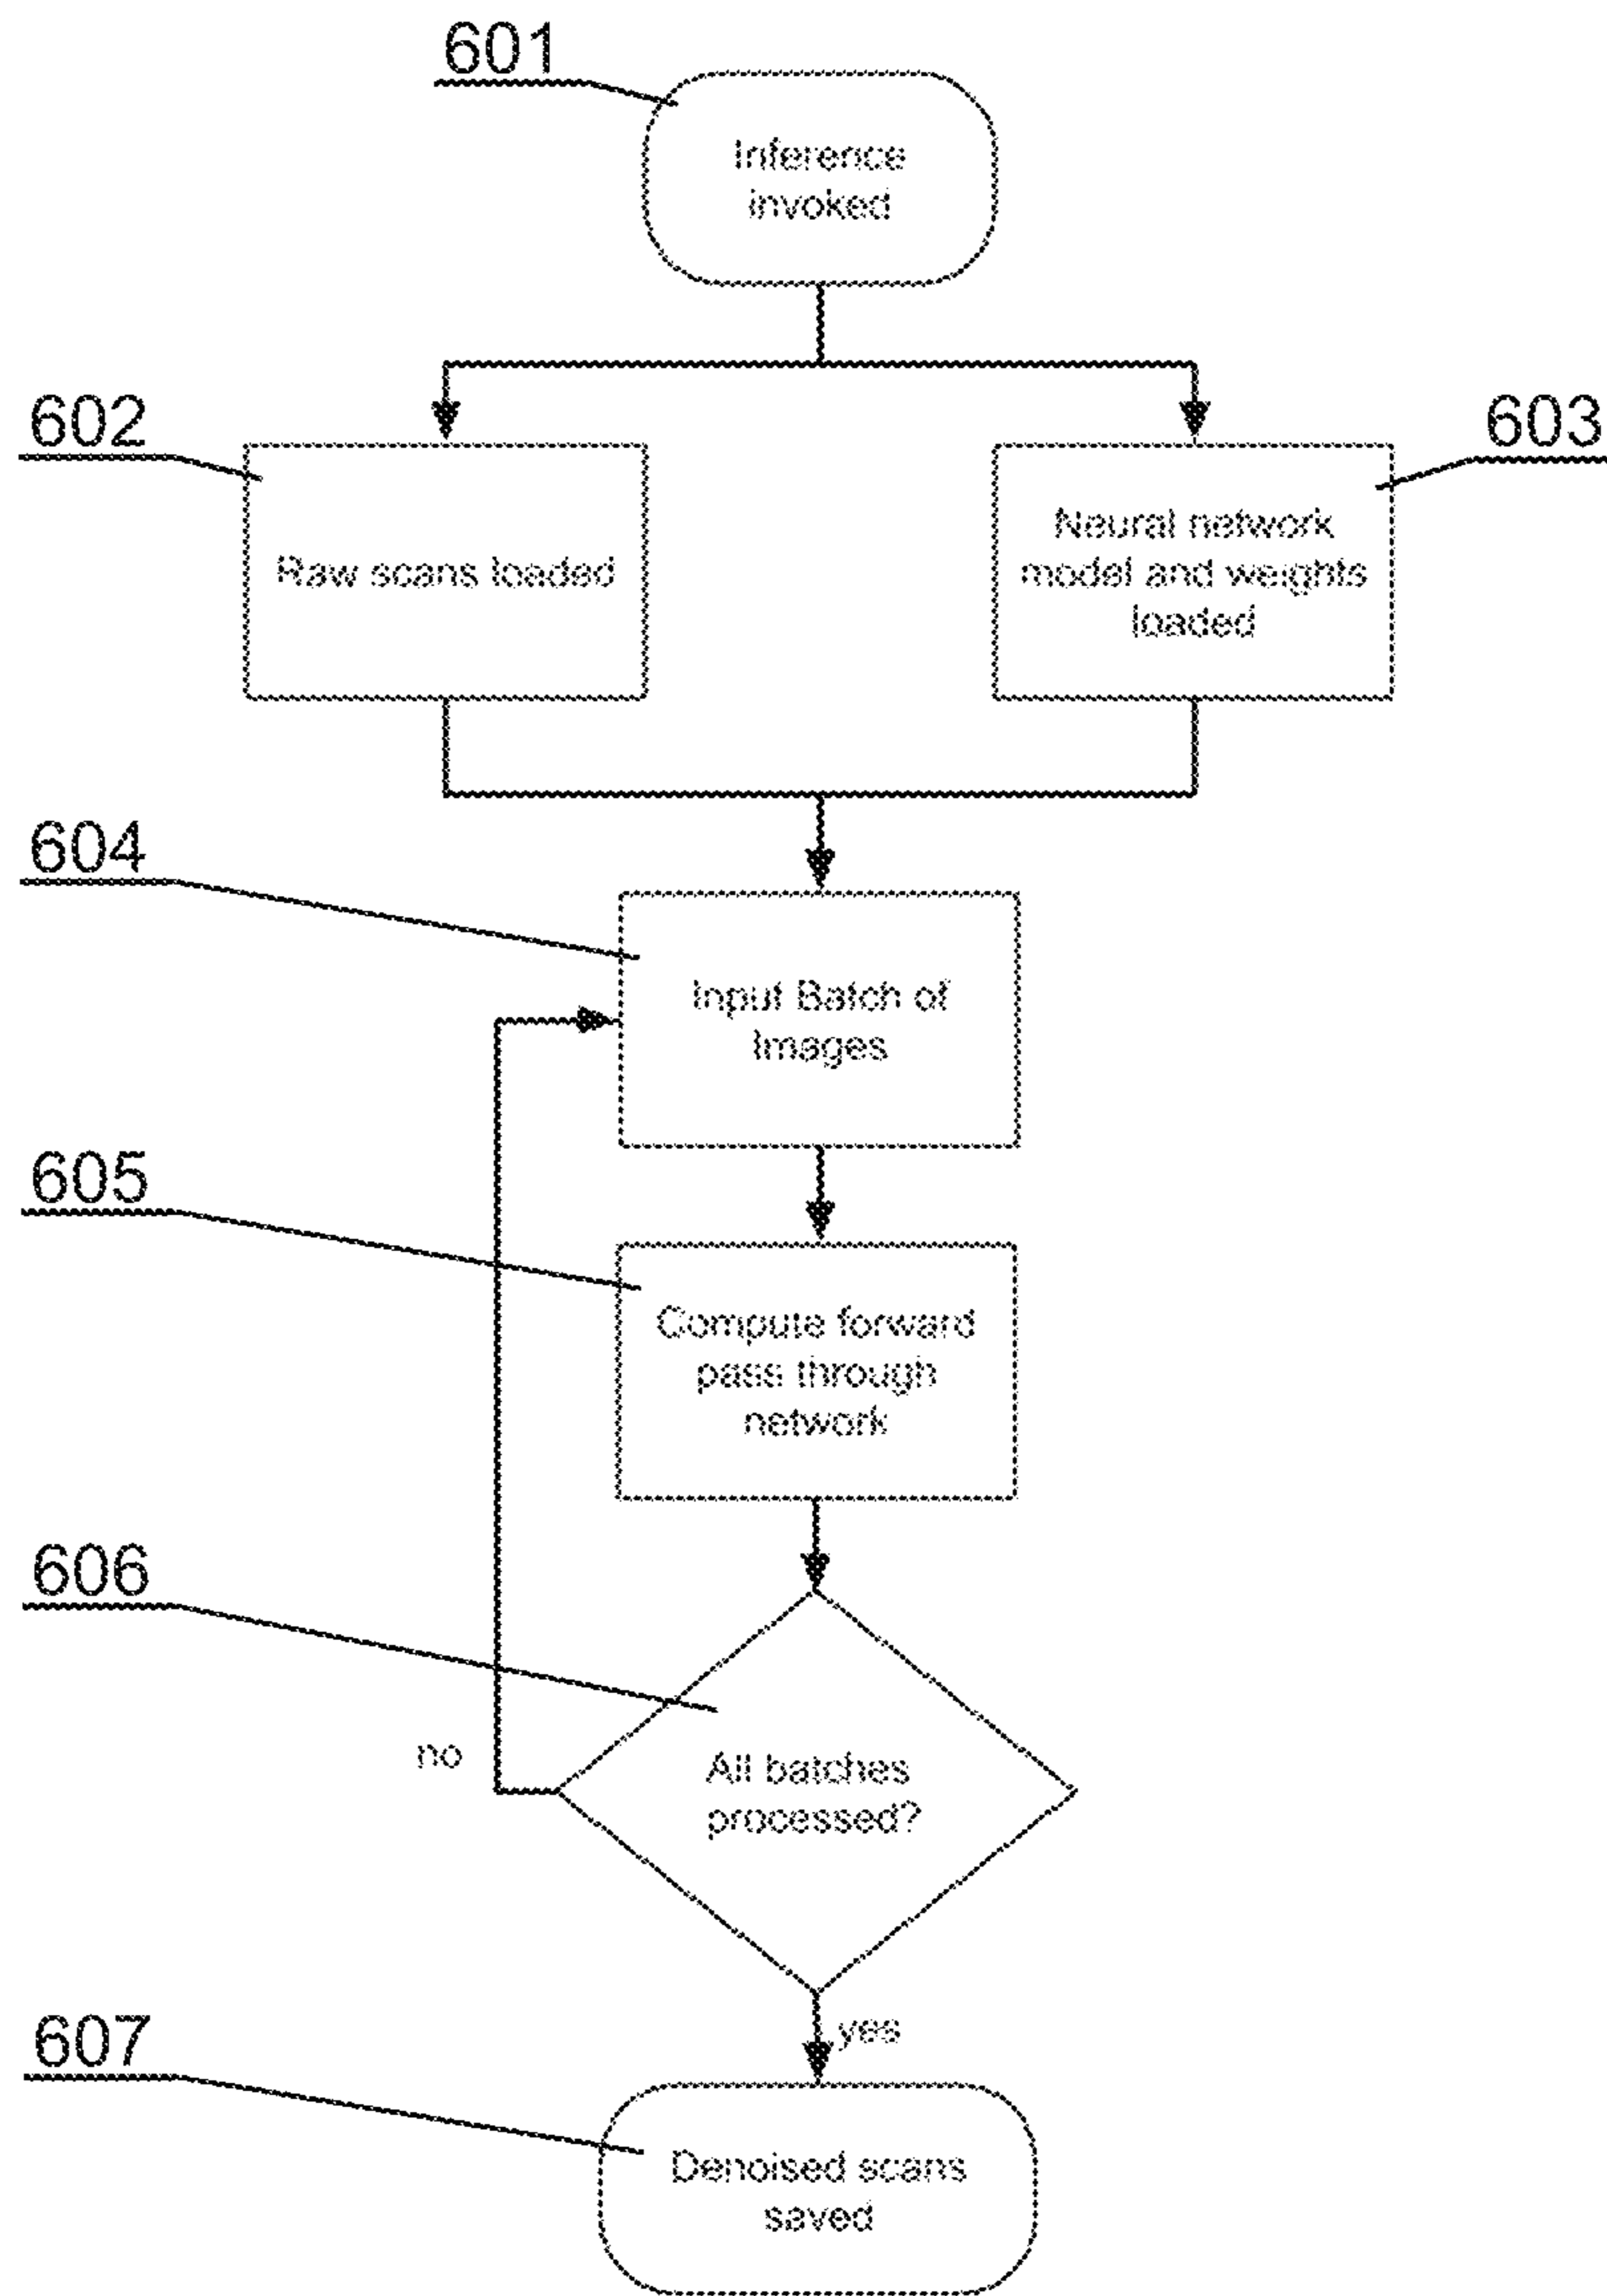 601
Inference
invoked
602
603
Raw scans loaded
Neural network
model and weights
loaded
604
Input Batch of
Images
605
Compute forward
pass through
network
606
no
All batches
processed?
yes
607
Denoised scans
saved